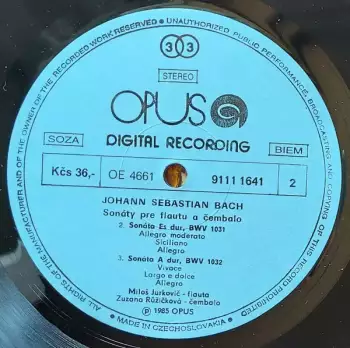 ALL RIGHTS OF THE MANUFACTURER AND OF THE OWNER OF THE RECORDED WORK RESERVED • UNAUTHORIZED PUBLIC PERFORMANCE, BROADCASTING AND COPYING OF THIS RECORD PROHIBITED •
33
STEREO
OPUS
DIGITAL RECORDING
SOZA
BIEM
Kčs 36,-
OE 4661
9111 1641
2
JOHANN SEBASTIAN BACH
Sonáty pre flautu a čembalo
2. Sonáta Es dur, BWV 1031
Allegro moderato
Siciliano
Allegro
3. Sonáta A dur, BWV 1032
Vivace
Largo e dolce
Allegro
Miloš Jurkovič - flauta
Zuzana Růžičková - čembalo
Ⓟ 1985 OPUS
• MADE IN CZECHOSLOVAKIA •